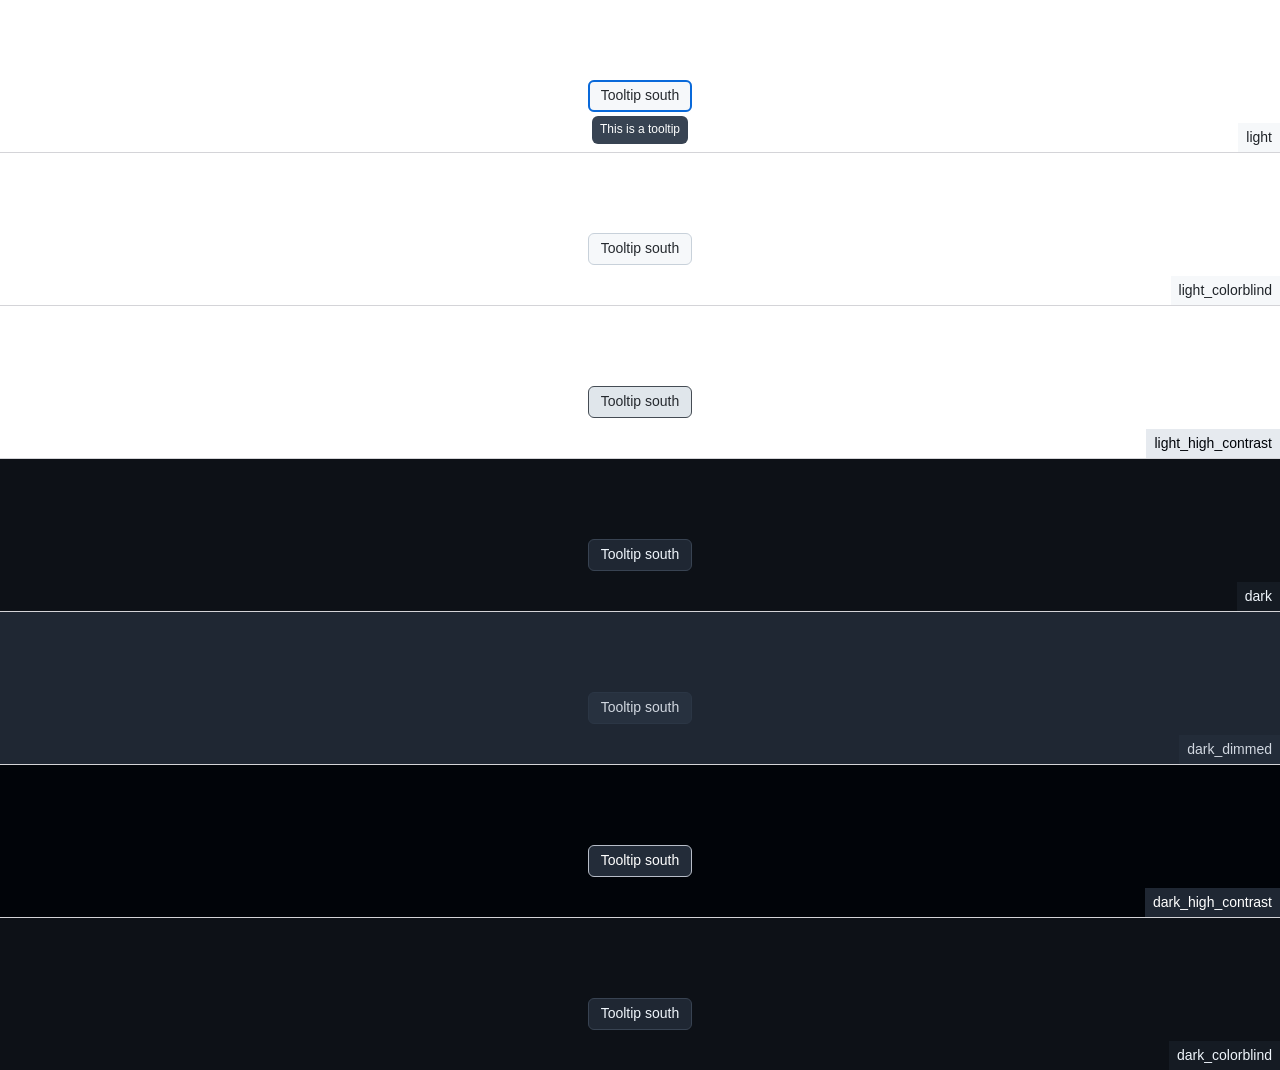 Tooltip south
This is a tooltip
light
Tooltip south
light_colorblind
Tooltip south
light_high_contrast
Tooltip south
dark
Tooltip south
dark_dimmed
Tooltip south
dark_high_contrast
Tooltip south
dark_colorblind